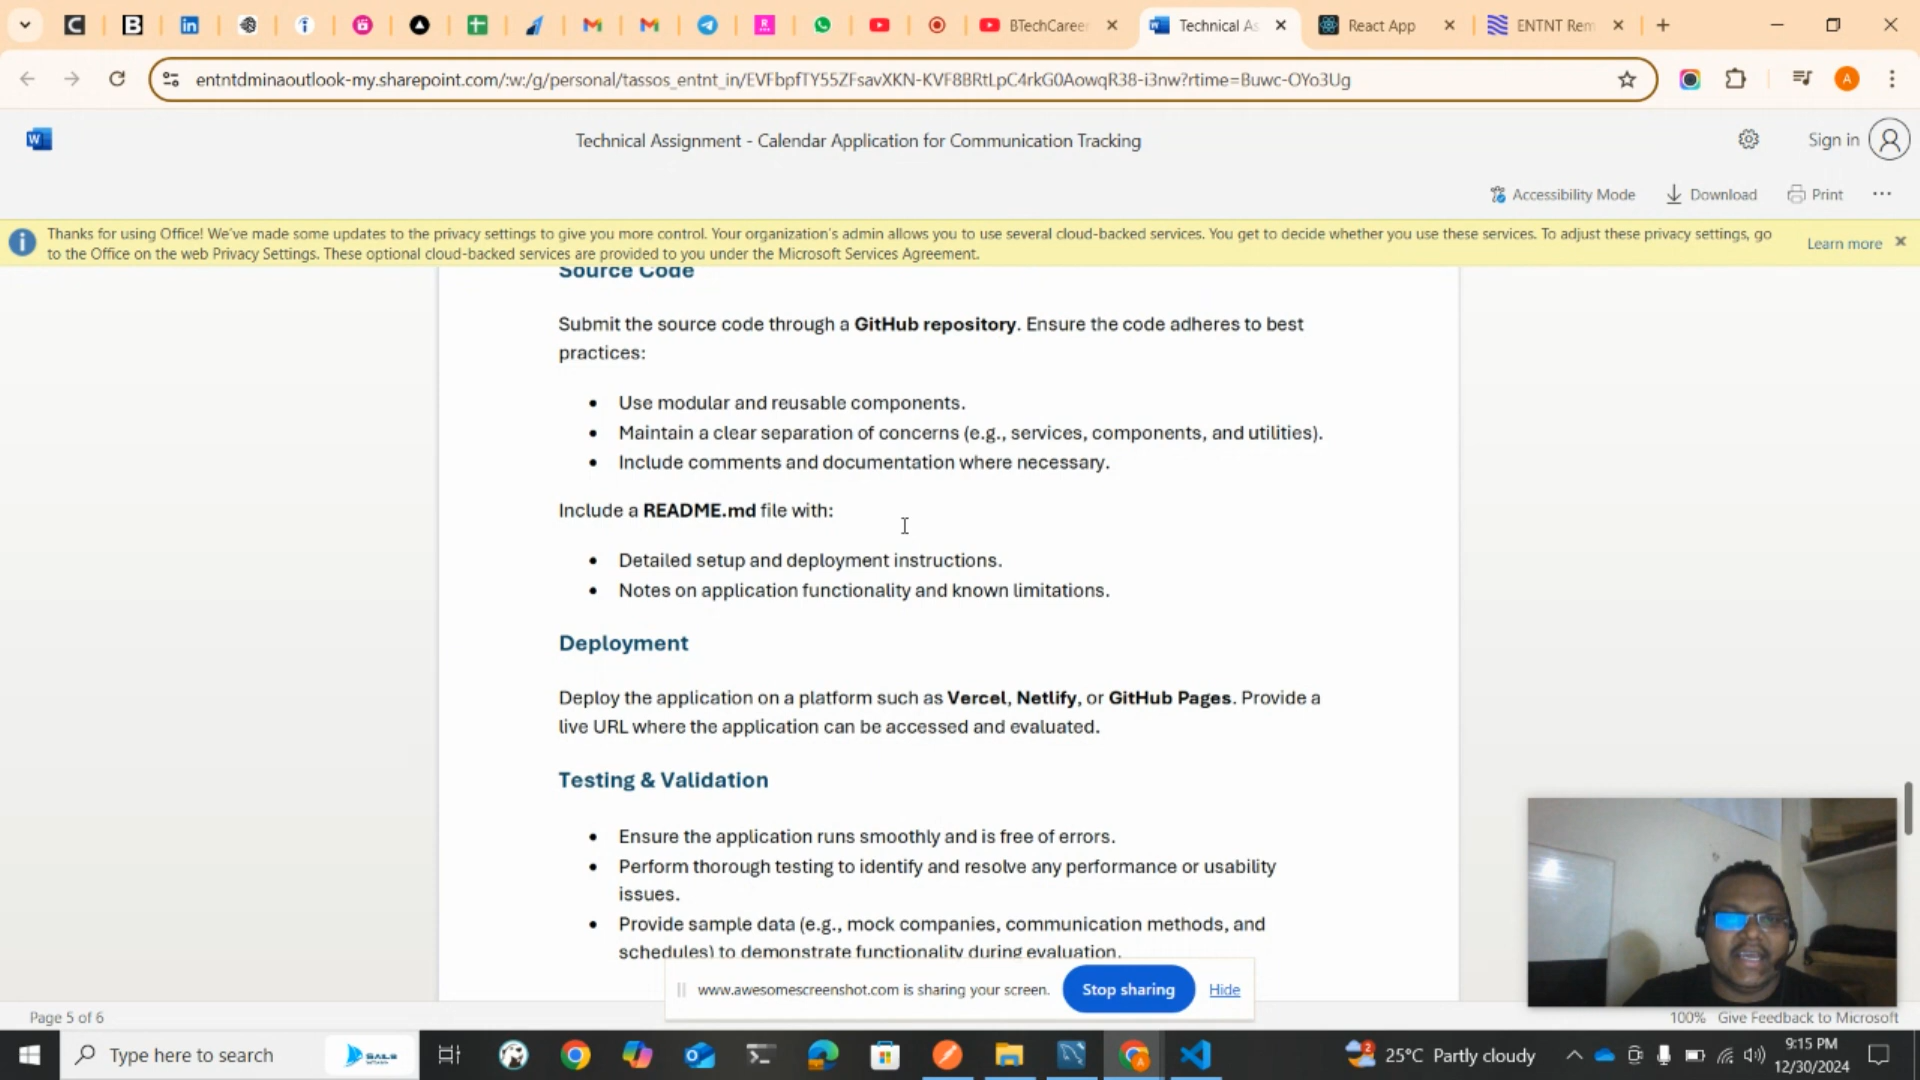 BTechCareer
Technical As
React App
ENTNT Rem
entntdminaoutlook-my.sharepoint.com/:w:/g/personal/tassos_entnt_in/EVFbpfTY55ZFsavXKN-KVF8BRtLpC4rkG0AowqR38-i3nw?rtime=Buwc-OYo3Ug
A
Technical Assignment - Calendar Application for Communication Tracking
Sign in
Accessibility Mode
Download
Print
Thanks for using Office! We've made some updates to the privacy settings to give you more control. Your organization's admin allows you to use several cloud-backed services. You get to decide whether you use these services. To adjust these privacy settings, go
to the Office on the web Privacy Settings. These optional cloud-backed services are provided to you under the Microsoft Services Agreement.
Learn more
Source Code
Submit the source code through a GitHub repository. Ensure the code adheres to best
practices:
• Use modular and reusable components.
• Maintain a clear separation of concerns (e.g., services, components, and utilities).
• Include comments and documentation where necessary.
Include a README.md file with:
• Detailed setup and deployment instructions.
• Notes on application functionality and known limitations.
Deployment
Deploy the application on a platform such as Vercel, Netlify, or GitHub Pages. Provide a
live URL where the application can be accessed and evaluated.
Testing & Validation
• Ensure the application runs smoothly and is free of errors.
• Perform thorough testing to identify and resolve any performance or usability
issues.
• Provide sample data (e.g., mock companies, communication methods, and
schedules) to demonstrate functionality during evaluation.
www.awesomescreenshot.com is sharing your screen.
Stop sharing
Hide
Page 5 of 6
100%
Give Feedback to Microsoft
Type here to search
25°C Partly cloudy
9:15 PM
12/30/2024